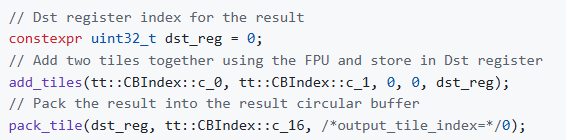 // Dst register index for the result
constexpr uint32_t dst_reg = 0;
// Add two tiles together using the FPU and store in Dst register
add_tiles(tt::CBIndex::c_0, tt::CBIndex::c_1, 0, 0, dst_reg);
// Pack the result into the result circular buffer
pack_tile(dst_reg, tt::CBIndex::c_16, /*output_tile_index=*/0);